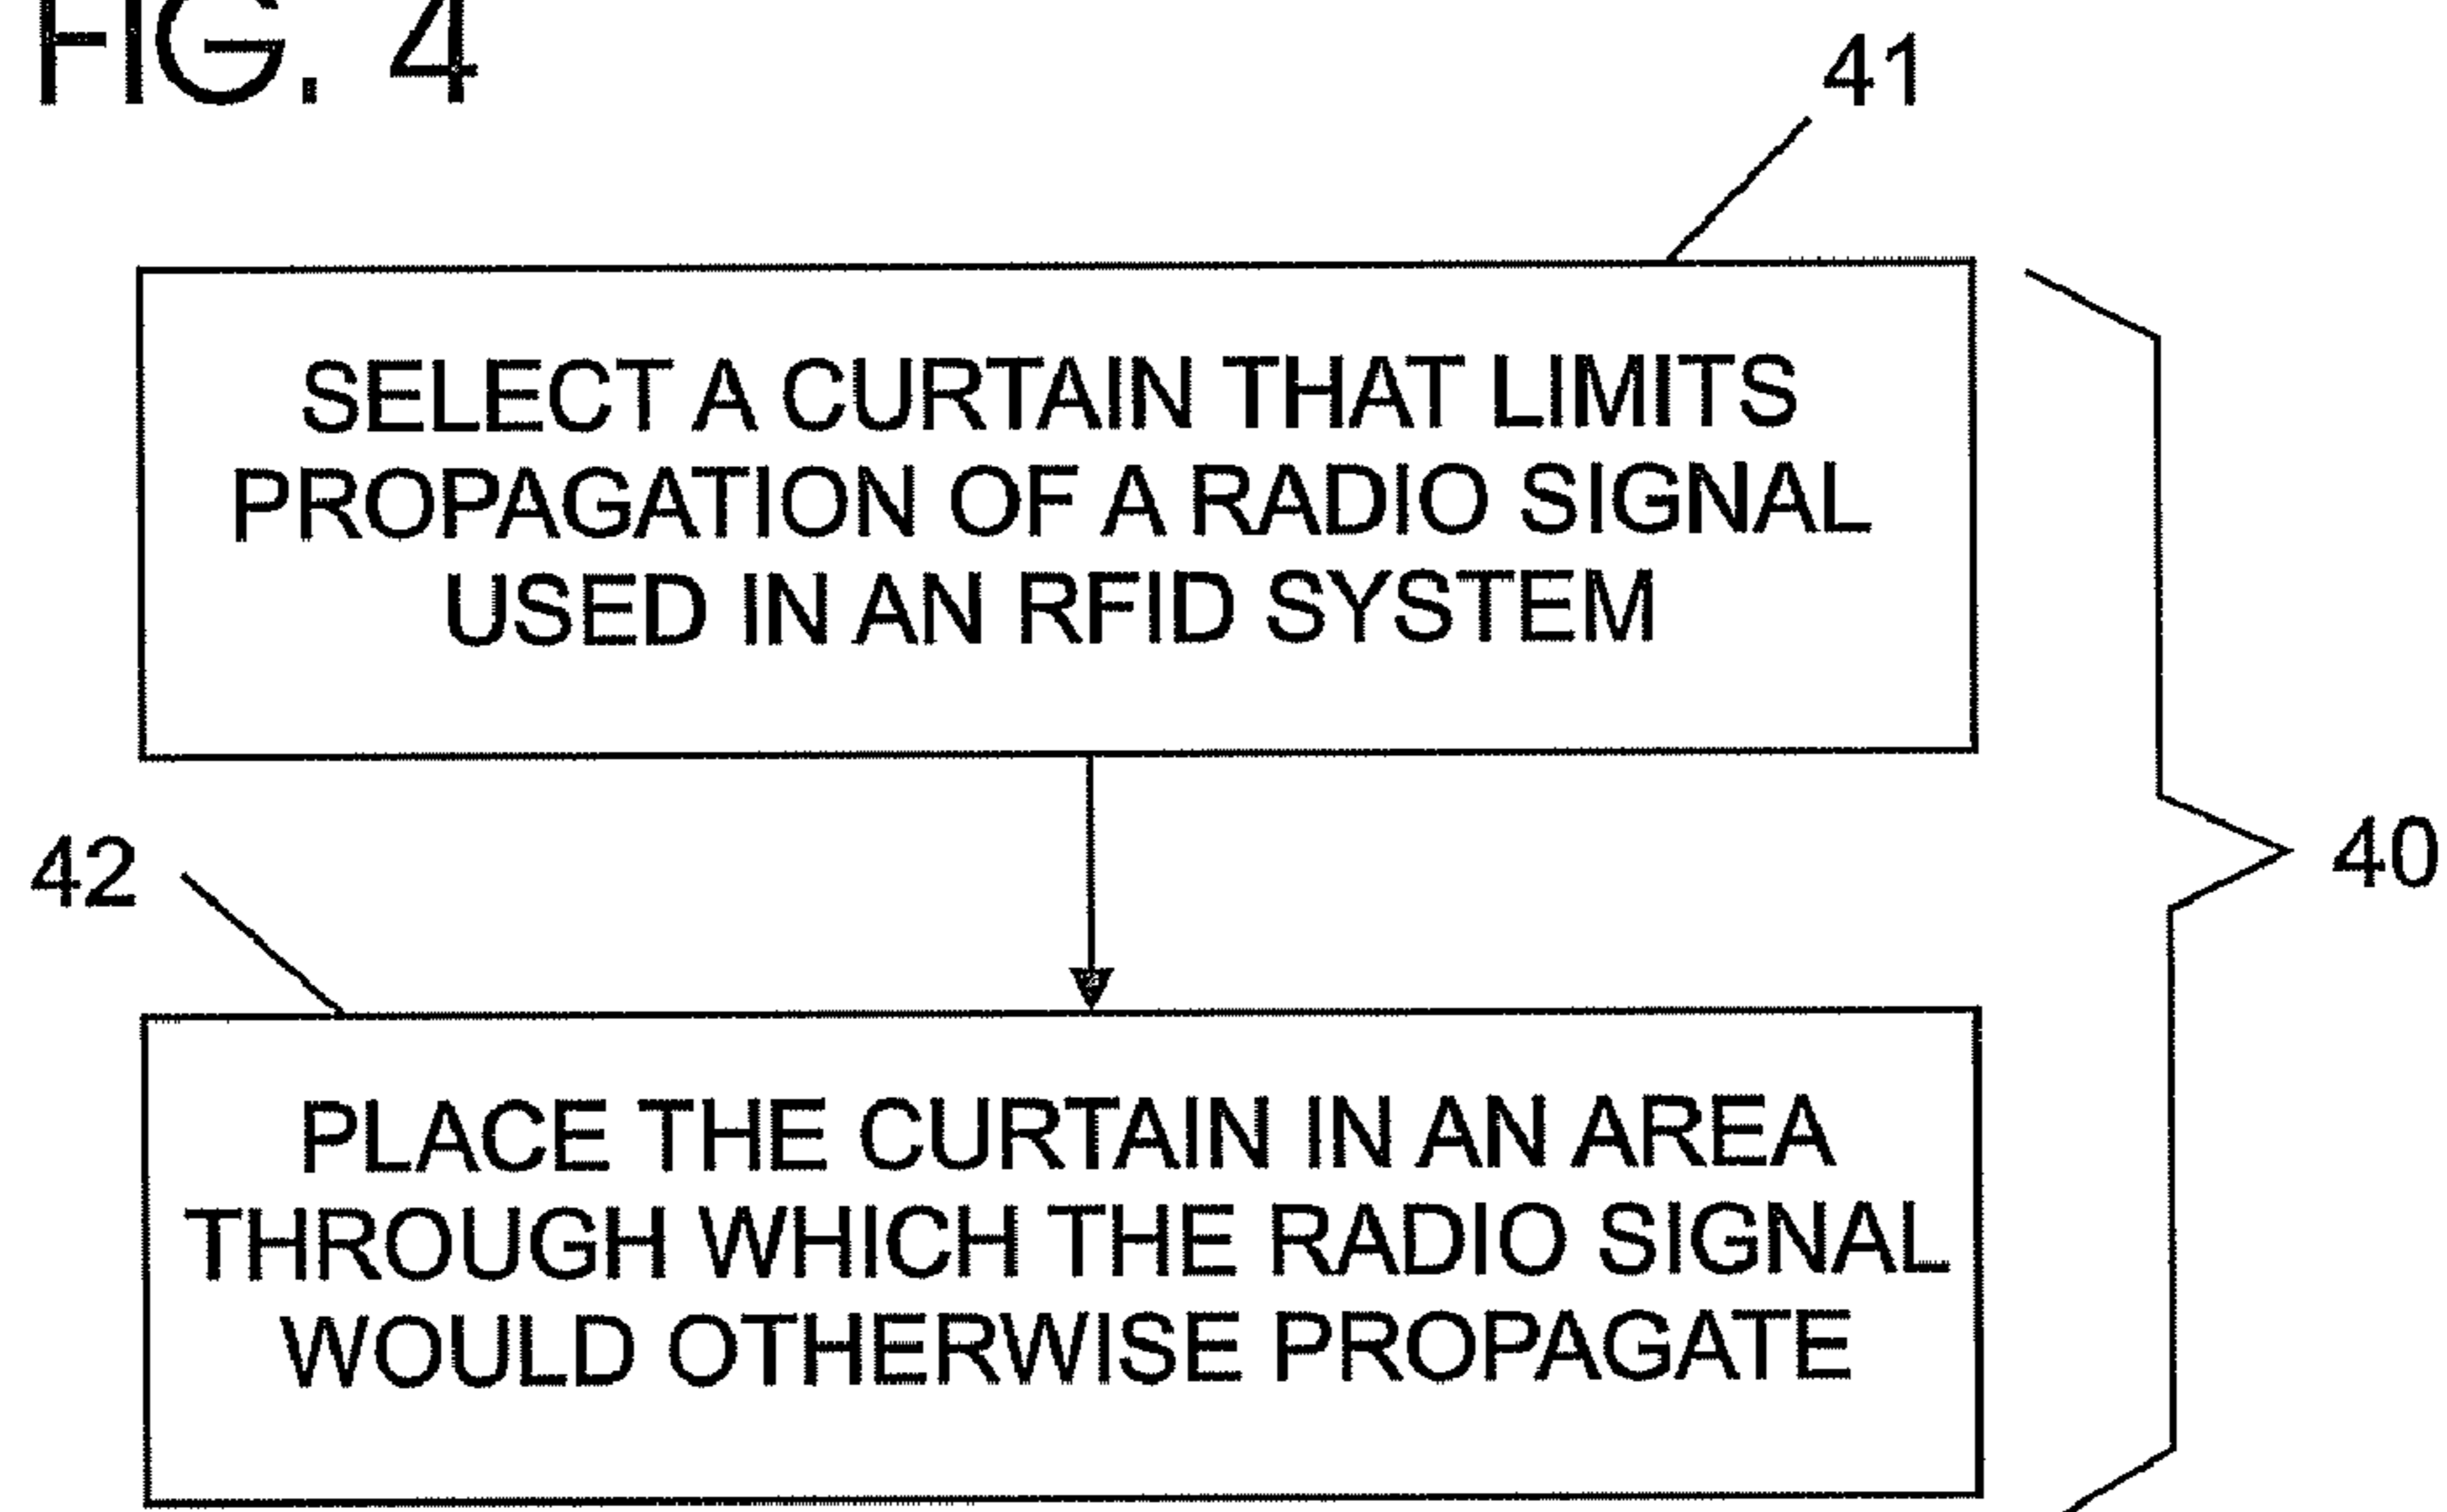 FIG. 4
41
SELECT A CURTAIN THAT LIMITS
PROPAGATION OF A RADIO SIGNAL
USED IN AN RFID SYSTEM
42
40
PLACE THE CURTAIN IN AN AREA
THROUGH WHICH THE RADIO SIGNAL
WOULD OTHERWISE PROPAGATE